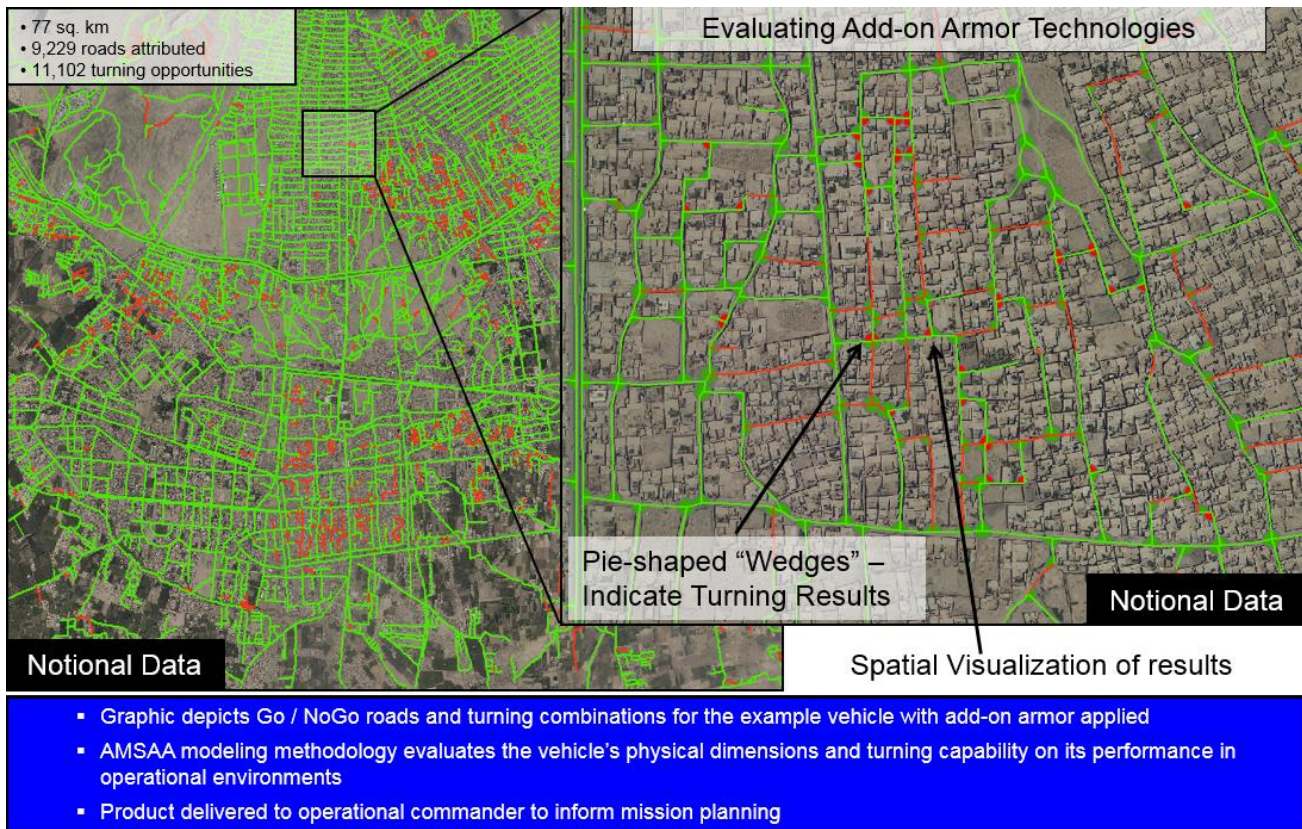 • 77 sq. km
• 9,229 roads attributed
• 11,102 turning opportunities
Evaluating Add-on Armor Technologies
Pie-shaped “Wedges” –
Indicate Turning Results
Notional Data
Notional Data
Spatial Visualization of results
▪ Graphic depicts Go / NoGo roads and turning combinations for the example vehicle with add-on armor applied
▪ AMSAA modeling methodology evaluates the vehicle’s physical dimensions and turning capability on its performance in
operational environments
▪ Product delivered to operational commander to inform mission planning